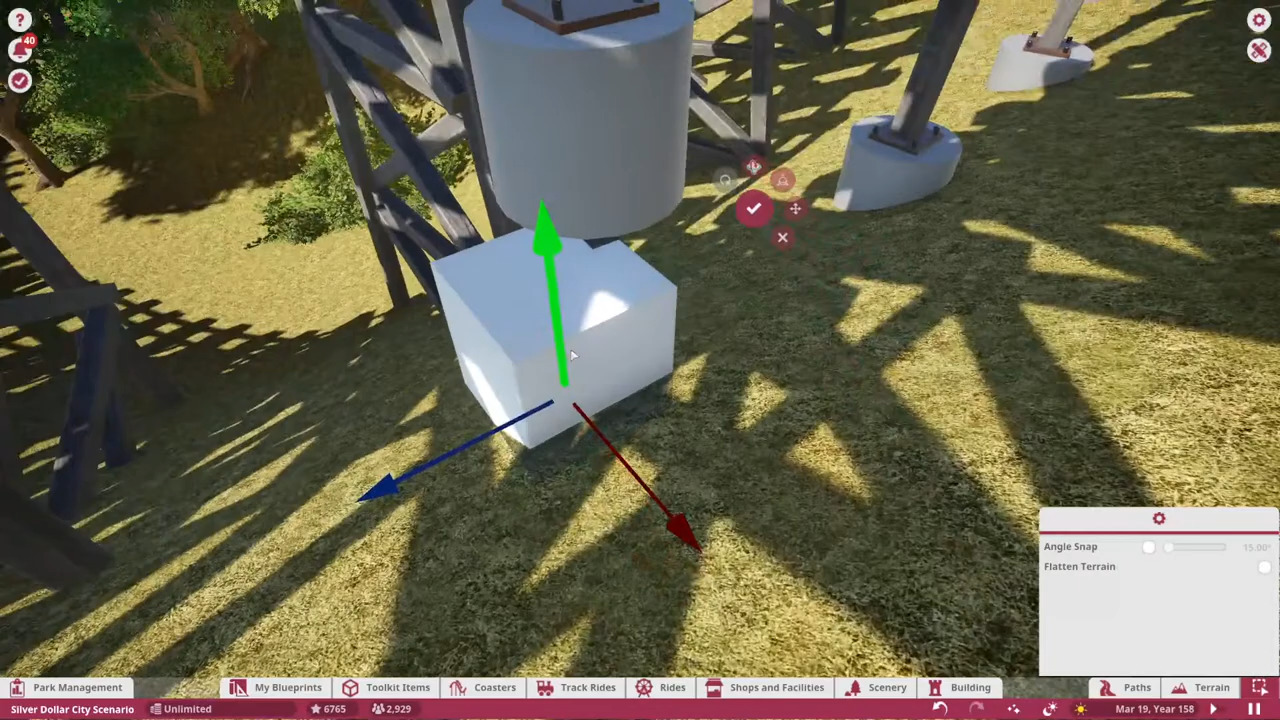 ?
40
Angle Snap 15.00°
Flatten Terrain
Park Management My Blueprints Toolkit Items Coasters Track Rides Rides Shops and Facilities Scenery Building Paths Terrain
Silver Dollar City Scenario Unlimited 6765 2,929 Mar 19, Year 158